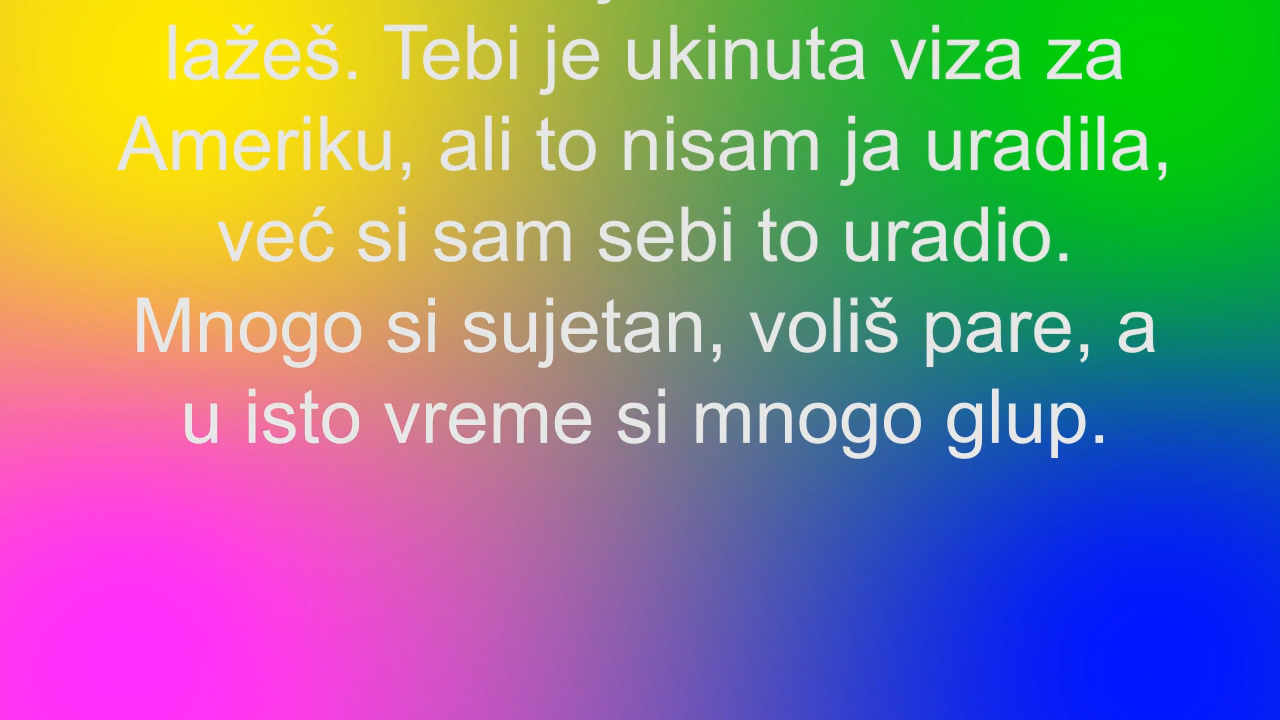 lažeš. Tebi je ukinuta viza za
Ameriku, ali to nisam ja uradila,
već si sam sebi to uradio.
Mnogo si sujetan, voliš pare, a
u isto vreme si mnogo glup.